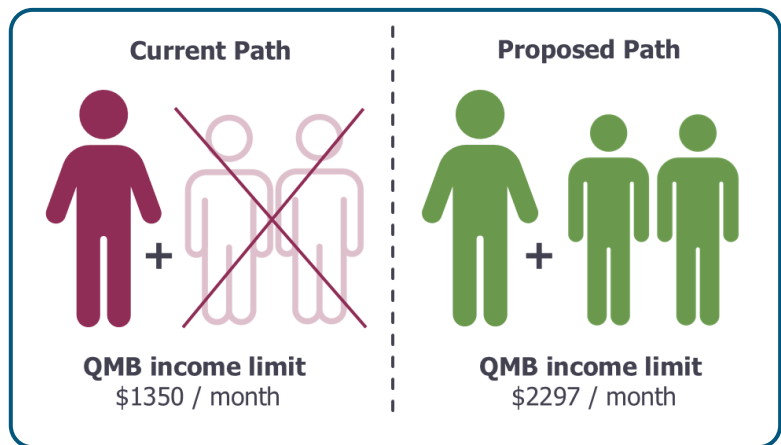 Current Path
+
QMB income limit
$1350 / month
Proposed Path
+
QMB income limit
$2297 / month